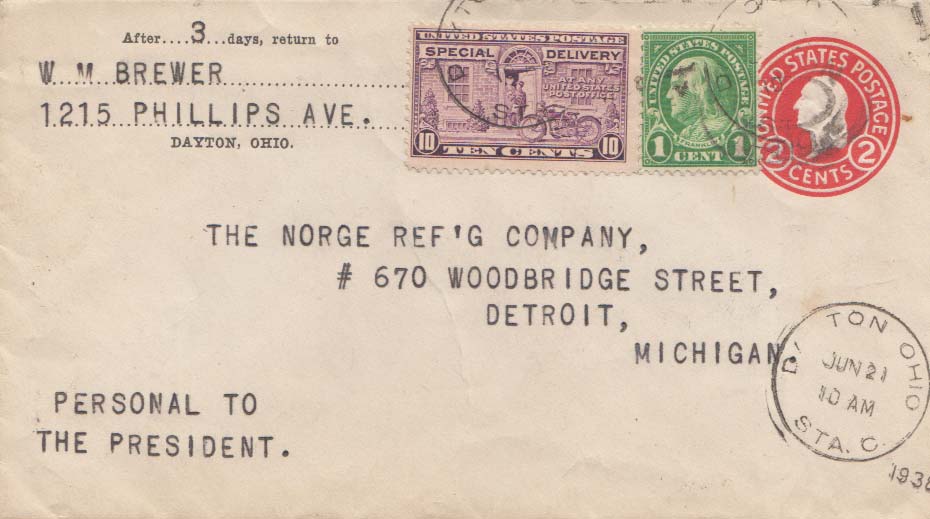 After....3...days, return to
W. M. BREWER
1215 PHILLIPS AVE.
DAYTON, OHIO.
UNITED STATES POSTAGE
SPECIAL DELIVERY
AT ANY
UNITED STATES
POST OFFICE
10 TEN CENTS 10
UNITED STATES POSTAGE
FRANKLIN
1 CENT 1
UNITED STATES POSTAGE
2 CENTS 2
THE NORGE REF'G COMPANY,
# 670 WOODBRIDGE STREET,
DETROIT,
MICHIGAN.
PERSONAL TO
THE PRESIDENT.
TON OHIO
JUN 21
10 AM
STA. C.